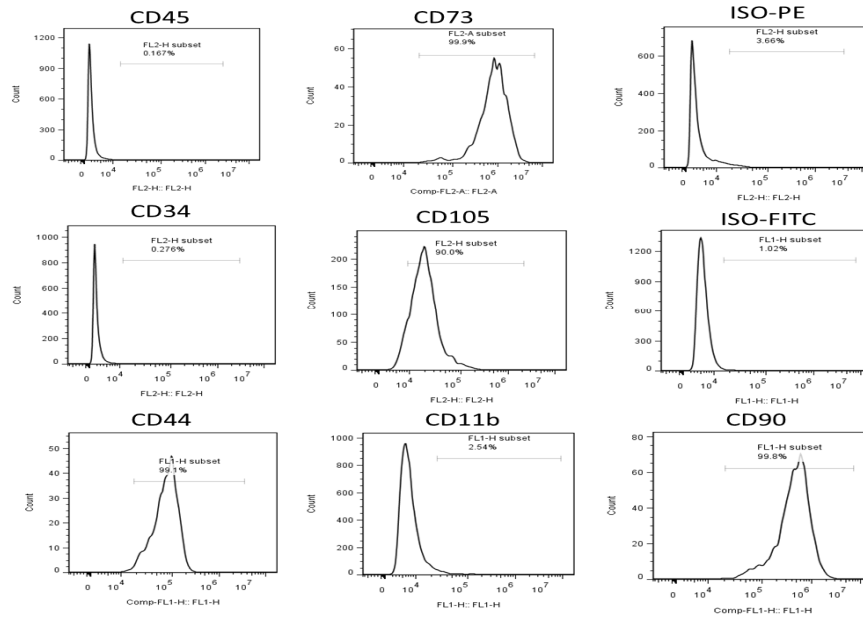 CD45
CD73
ISO-PE
1200
900
600
300
0
Count
FL2-H subset
0.167%
0 10^4 10^5 10^6 10^7
FL2-H:: FL2-H
60
40
20
0
Count
FL2-A subset
99.9%
0 10^4 10^5 10^6 10^7
Comp-FL2-A:: FL2-A
600
400
200
0
Count
FL2-H subset
3.66%
0 10^4 10^5 10^6 10^7
FL2-H:: FL2-H
CD34
CD105
ISO-FITC
1000
800
600
400
200
0
Count
FL2-H subset
0.276%
0 10^4 10^5 10^6 10^7
FL2-H:: FL2-H
200
150
100
50
0
Count
FL2-H subset
90.0%
0 10^4 10^5 10^6 10^7
FL2-H:: FL2-H
1200
900
600
300
0
Count
FL1-H subset
1.02%
0 10^4 10^5 10^6 10^7
FL1-H:: FL1-H
CD44
CD11b
CD90
50
40
30
20
10
0
Count
FL1-H subset
99.1%
0 10^4 10^5 10^6 10^7
Comp-FL1-H:: FL1-H
1000
800
600
400
200
0
Count
FL1-H subset
2.54%
0 10^4 10^5 10^6 10^7
FL1-H:: FL1-H
80
60
40
20
0
Count
FL1-H subset
99.8%
0 10^4 10^5 10^6 10^7
Comp-FL1-H:: FL1-H